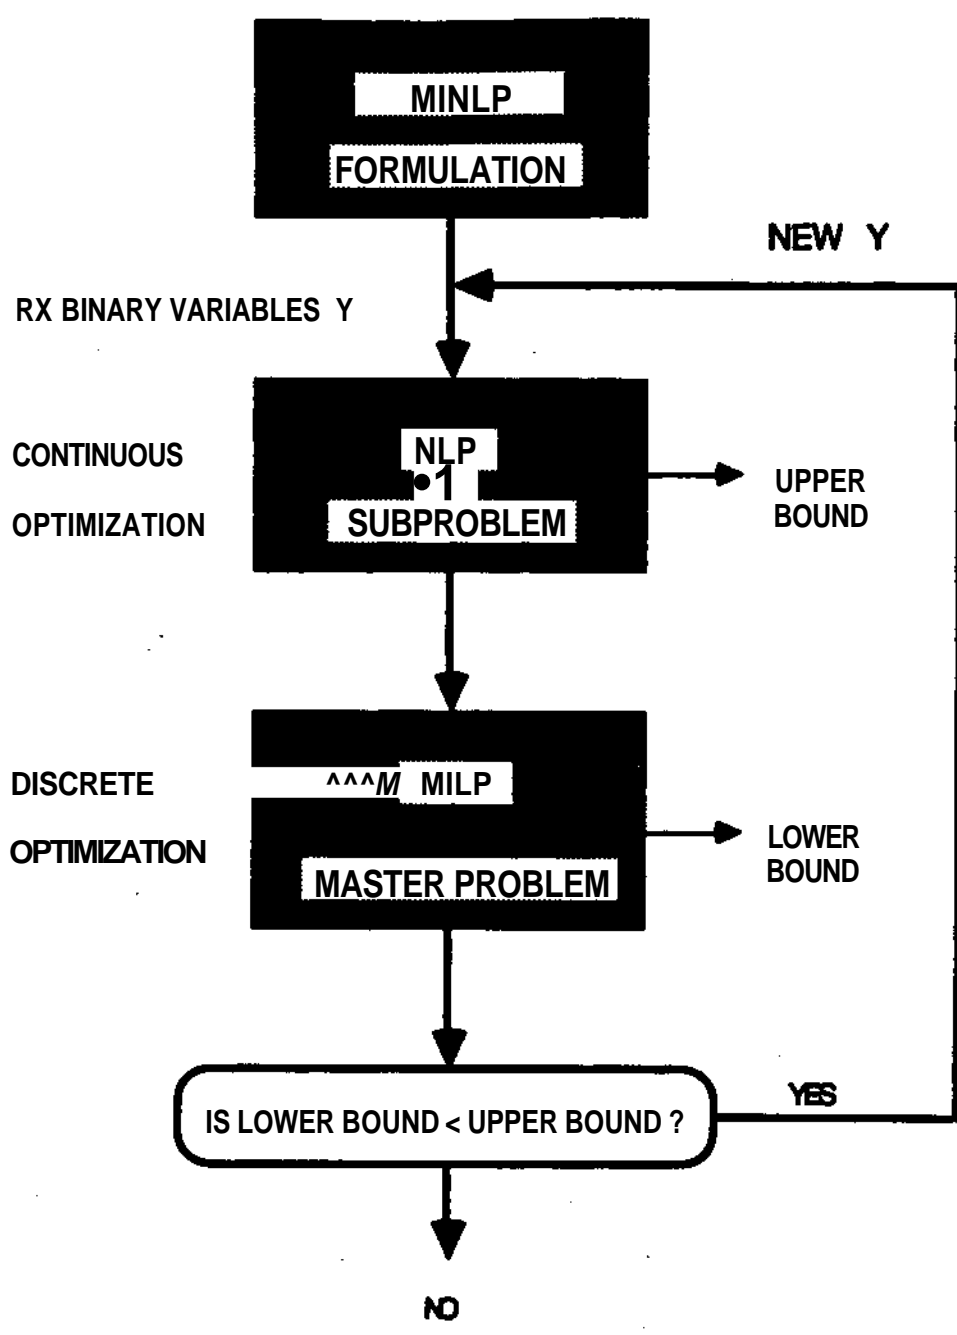 MINLP
FORMULATION
NEW Y
RX BINARY VARIABLES Y
CONTINUOUS
OPTIMIZATION
NLP
•1
SUBPROBLEM
UPPER
BOUND
DISCRETE
OPTIMIZATION
^^^M MILP
MASTER PROBLEM
LOWER
BOUND
YES
IS LOWER BOUND < UPPER BOUND ?
NO